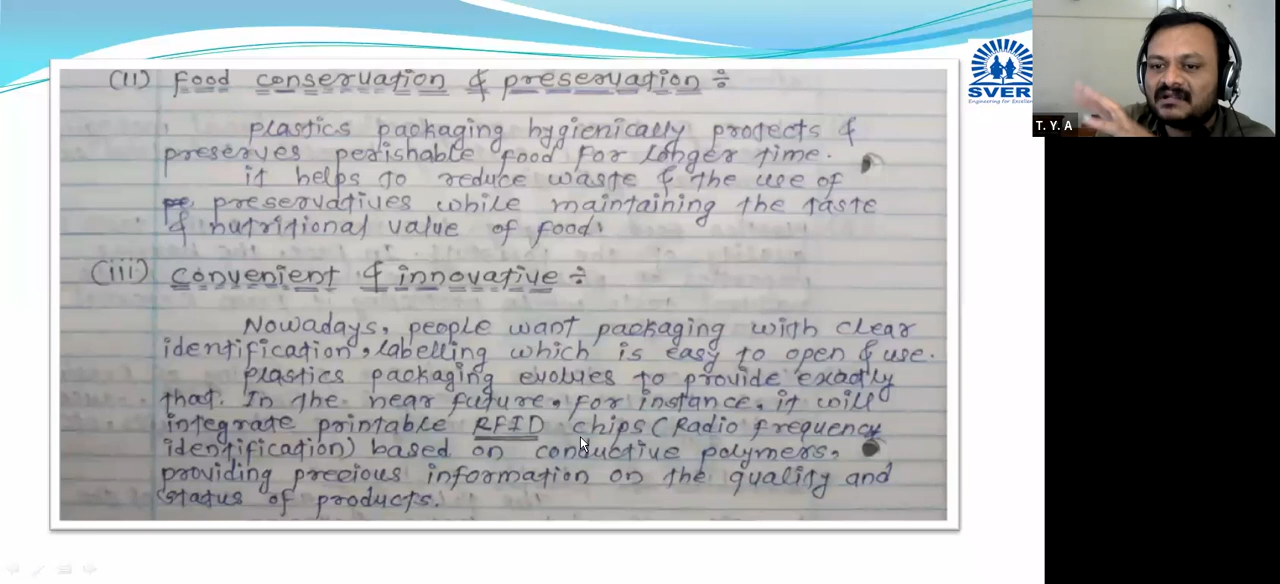 (ii) Food conservation & preservation ÷
Plastics packaging hygienically protects &
preserves perishable food for longer time.
it helps to reduce waste & the use of
pe. preservatives while maintaining the taste
& nutritional value of food.
(iii) convenient & innovative ÷
Nowadays, people want packaging with clear
identification, labelling which is easy to open & use.
plastics packaging evolves to provide exactly
that. In the near future, for instance, it will
integrate printable RFID chips (Radio frequency
identification) based on conductive polymers,
providing precious information on the quality and
status of products.
SVER
Engineering for Excellen
T. Y. A